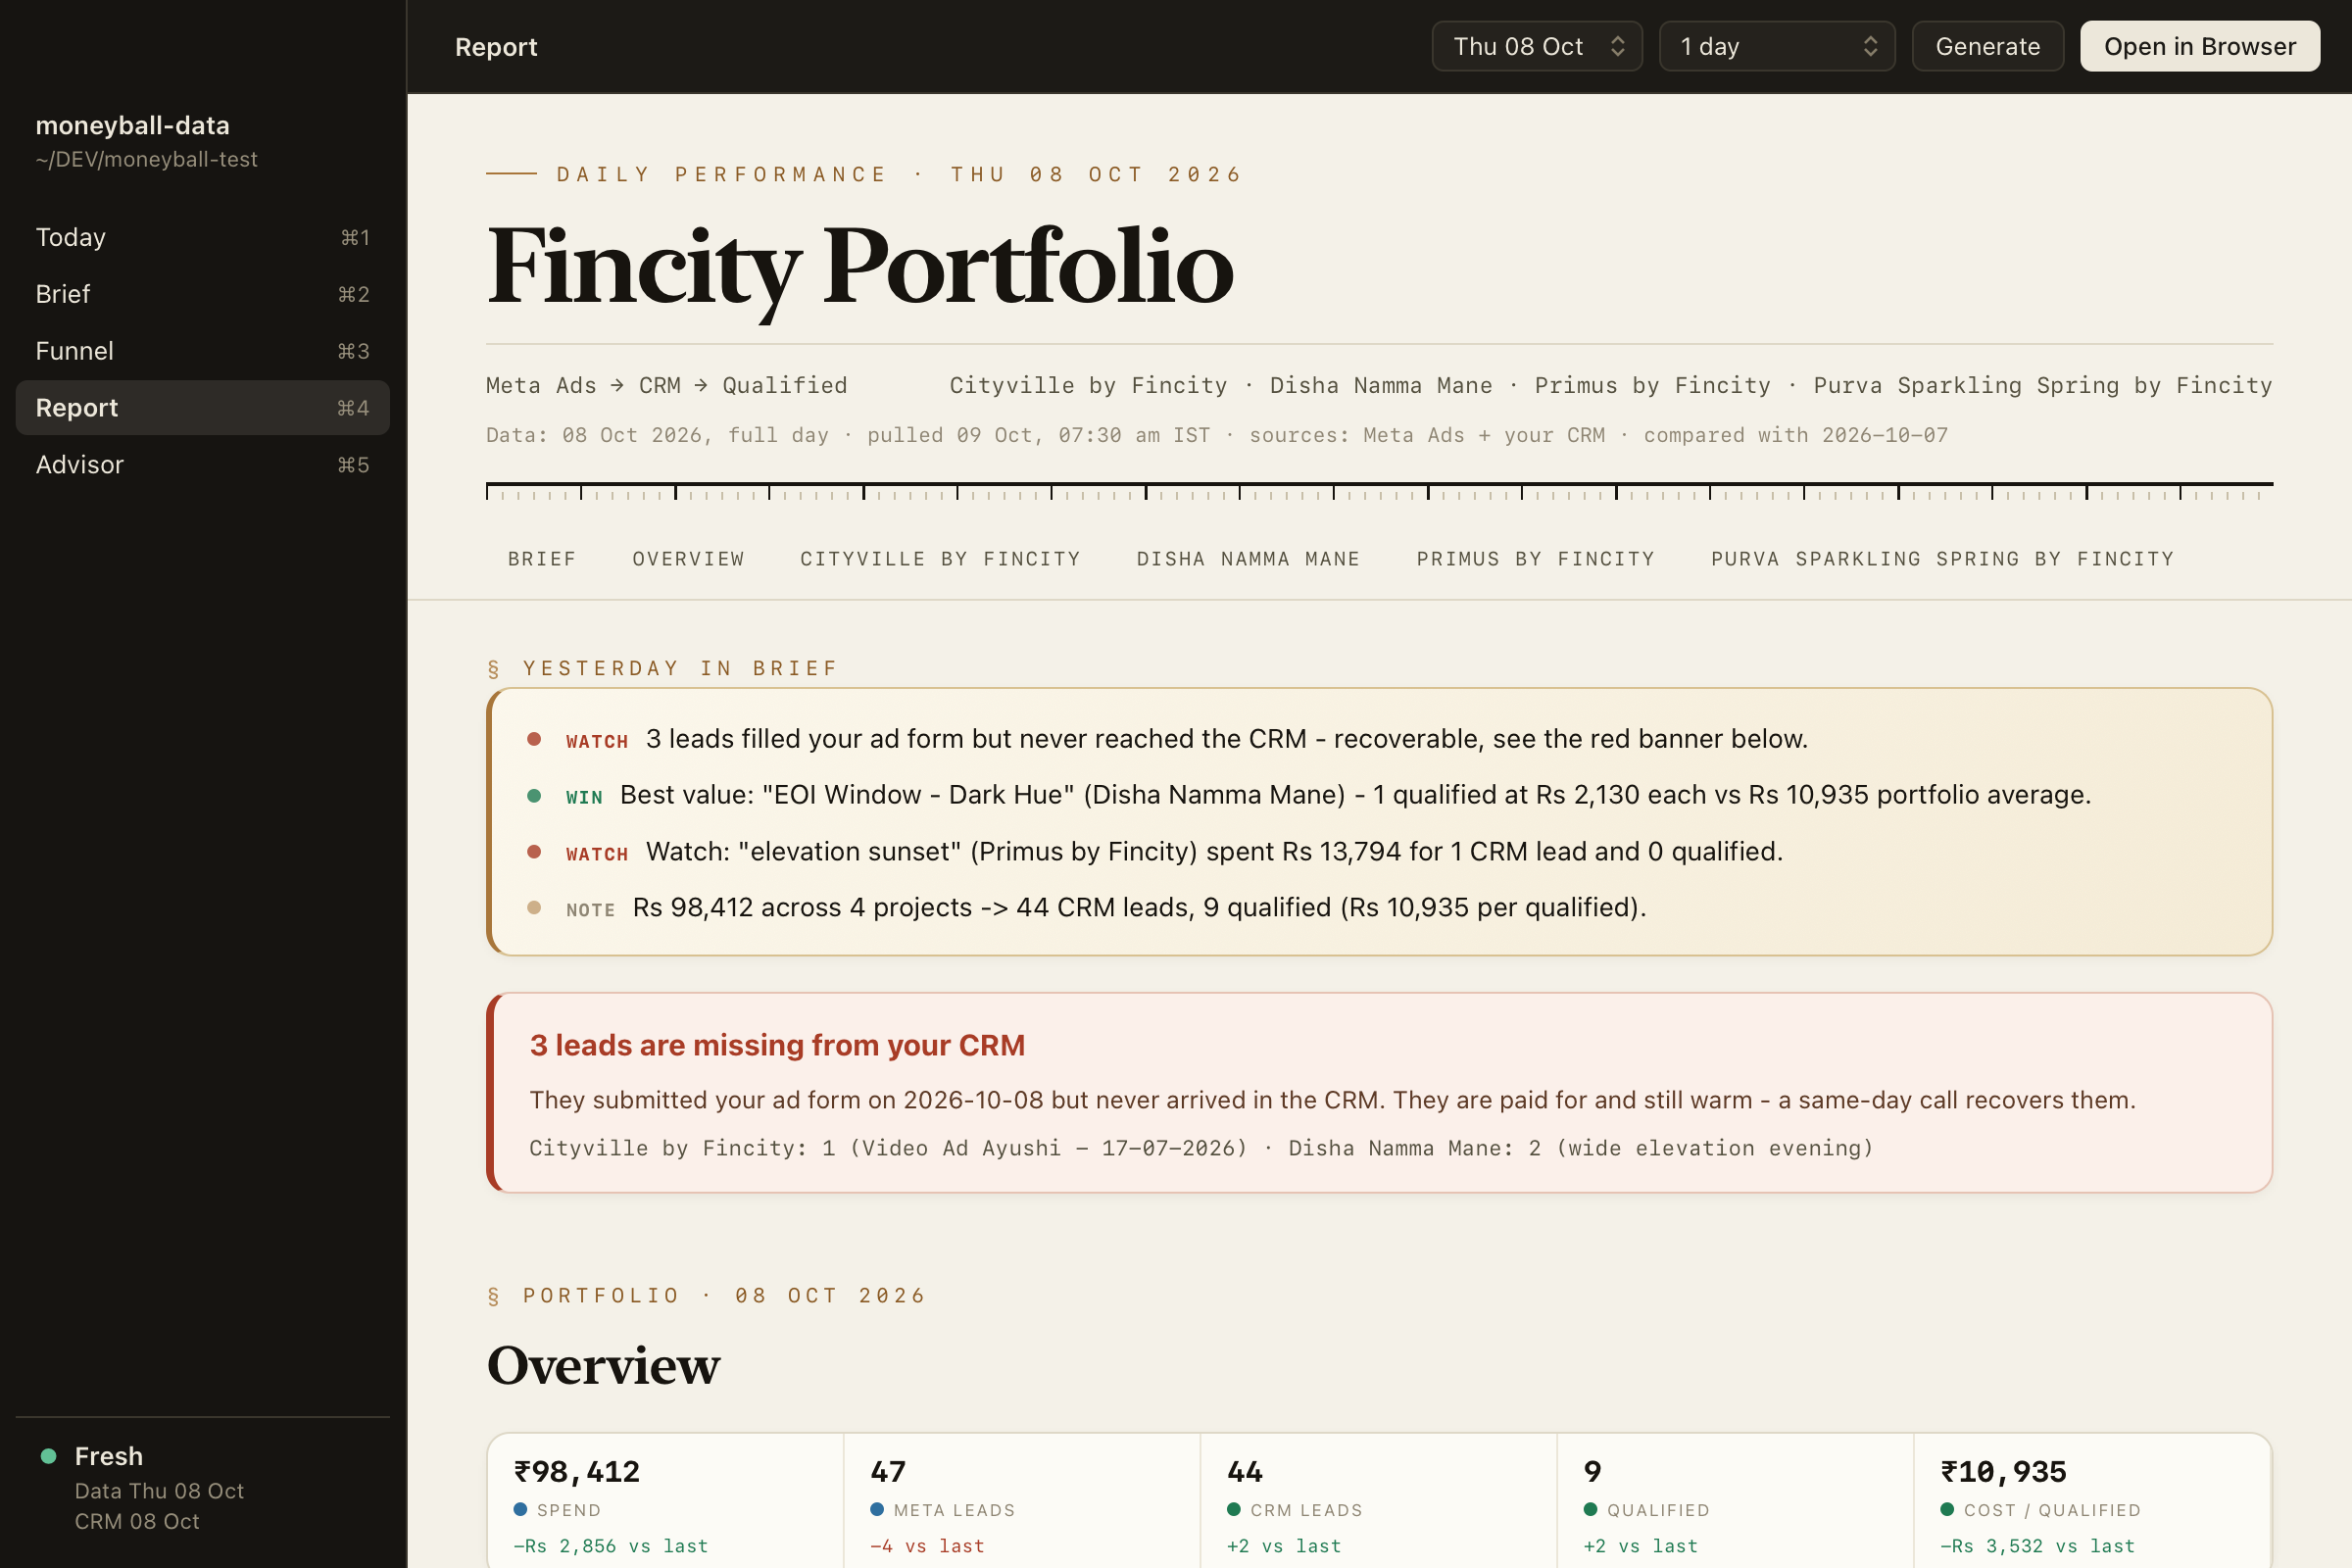 Report
Thu 08 Oct
1 day
Generate
Open in Browser
moneyball-data
~/DEV/moneyball-test
Today ⌘1
Brief ⌘2
Funnel ⌘3
Report ⌘4
Advisor ⌘5
DAILY PERFORMANCE · THU 08 OCT 2026
Fincity Portfolio
Meta Ads → CRM → Qualified
Cityville by Fincity · Disha Namma Mane · Primus by Fincity · Purva Sparkling Spring by Fincity
Data: 08 Oct 2026, full day · pulled 09 Oct, 07:30 am IST · sources: Meta Ads + your CRM · compared with 2026-10-07
BRIEF OVERVIEW CITYVILLE BY FINCITY DISHA NAMMA MANE PRIMUS BY FINCITY PURVA SPARKLING SPRING BY FINCITY
§ YESTERDAY IN BRIEF
WATCH 3 leads filled your ad form but never reached the CRM - recoverable, see the red banner below.
WIN Best value: "EOI Window - Dark Hue" (Disha Namma Mane) - 1 qualified at Rs 2,130 each vs Rs 10,935 portfolio average.
WATCH Watch: "elevation sunset" (Primus by Fincity) spent Rs 13,794 for 1 CRM lead and 0 qualified.
NOTE Rs 98,412 across 4 projects -> 44 CRM leads, 9 qualified (Rs 10,935 per qualified).
3 leads are missing from your CRM
They submitted your ad form on 2026-10-08 but never arrived in the CRM. They are paid for and still warm - a same-day call recovers them.
Cityville by Fincity: 1 (Video Ad Ayushi – 17-07-2026) · Disha Namma Mane: 2 (wide elevation evening)
§ PORTFOLIO · 08 OCT 2026
Overview
₹98,412
SPEND
−Rs 2,856 vs last
47
META LEADS
−4 vs last
44
CRM LEADS
+2 vs last
9
QUALIFIED
+2 vs last
₹10,935
COST / QUALIFIED
−Rs 3,532 vs last
Fresh
Data Thu 08 Oct
CRM 08 Oct